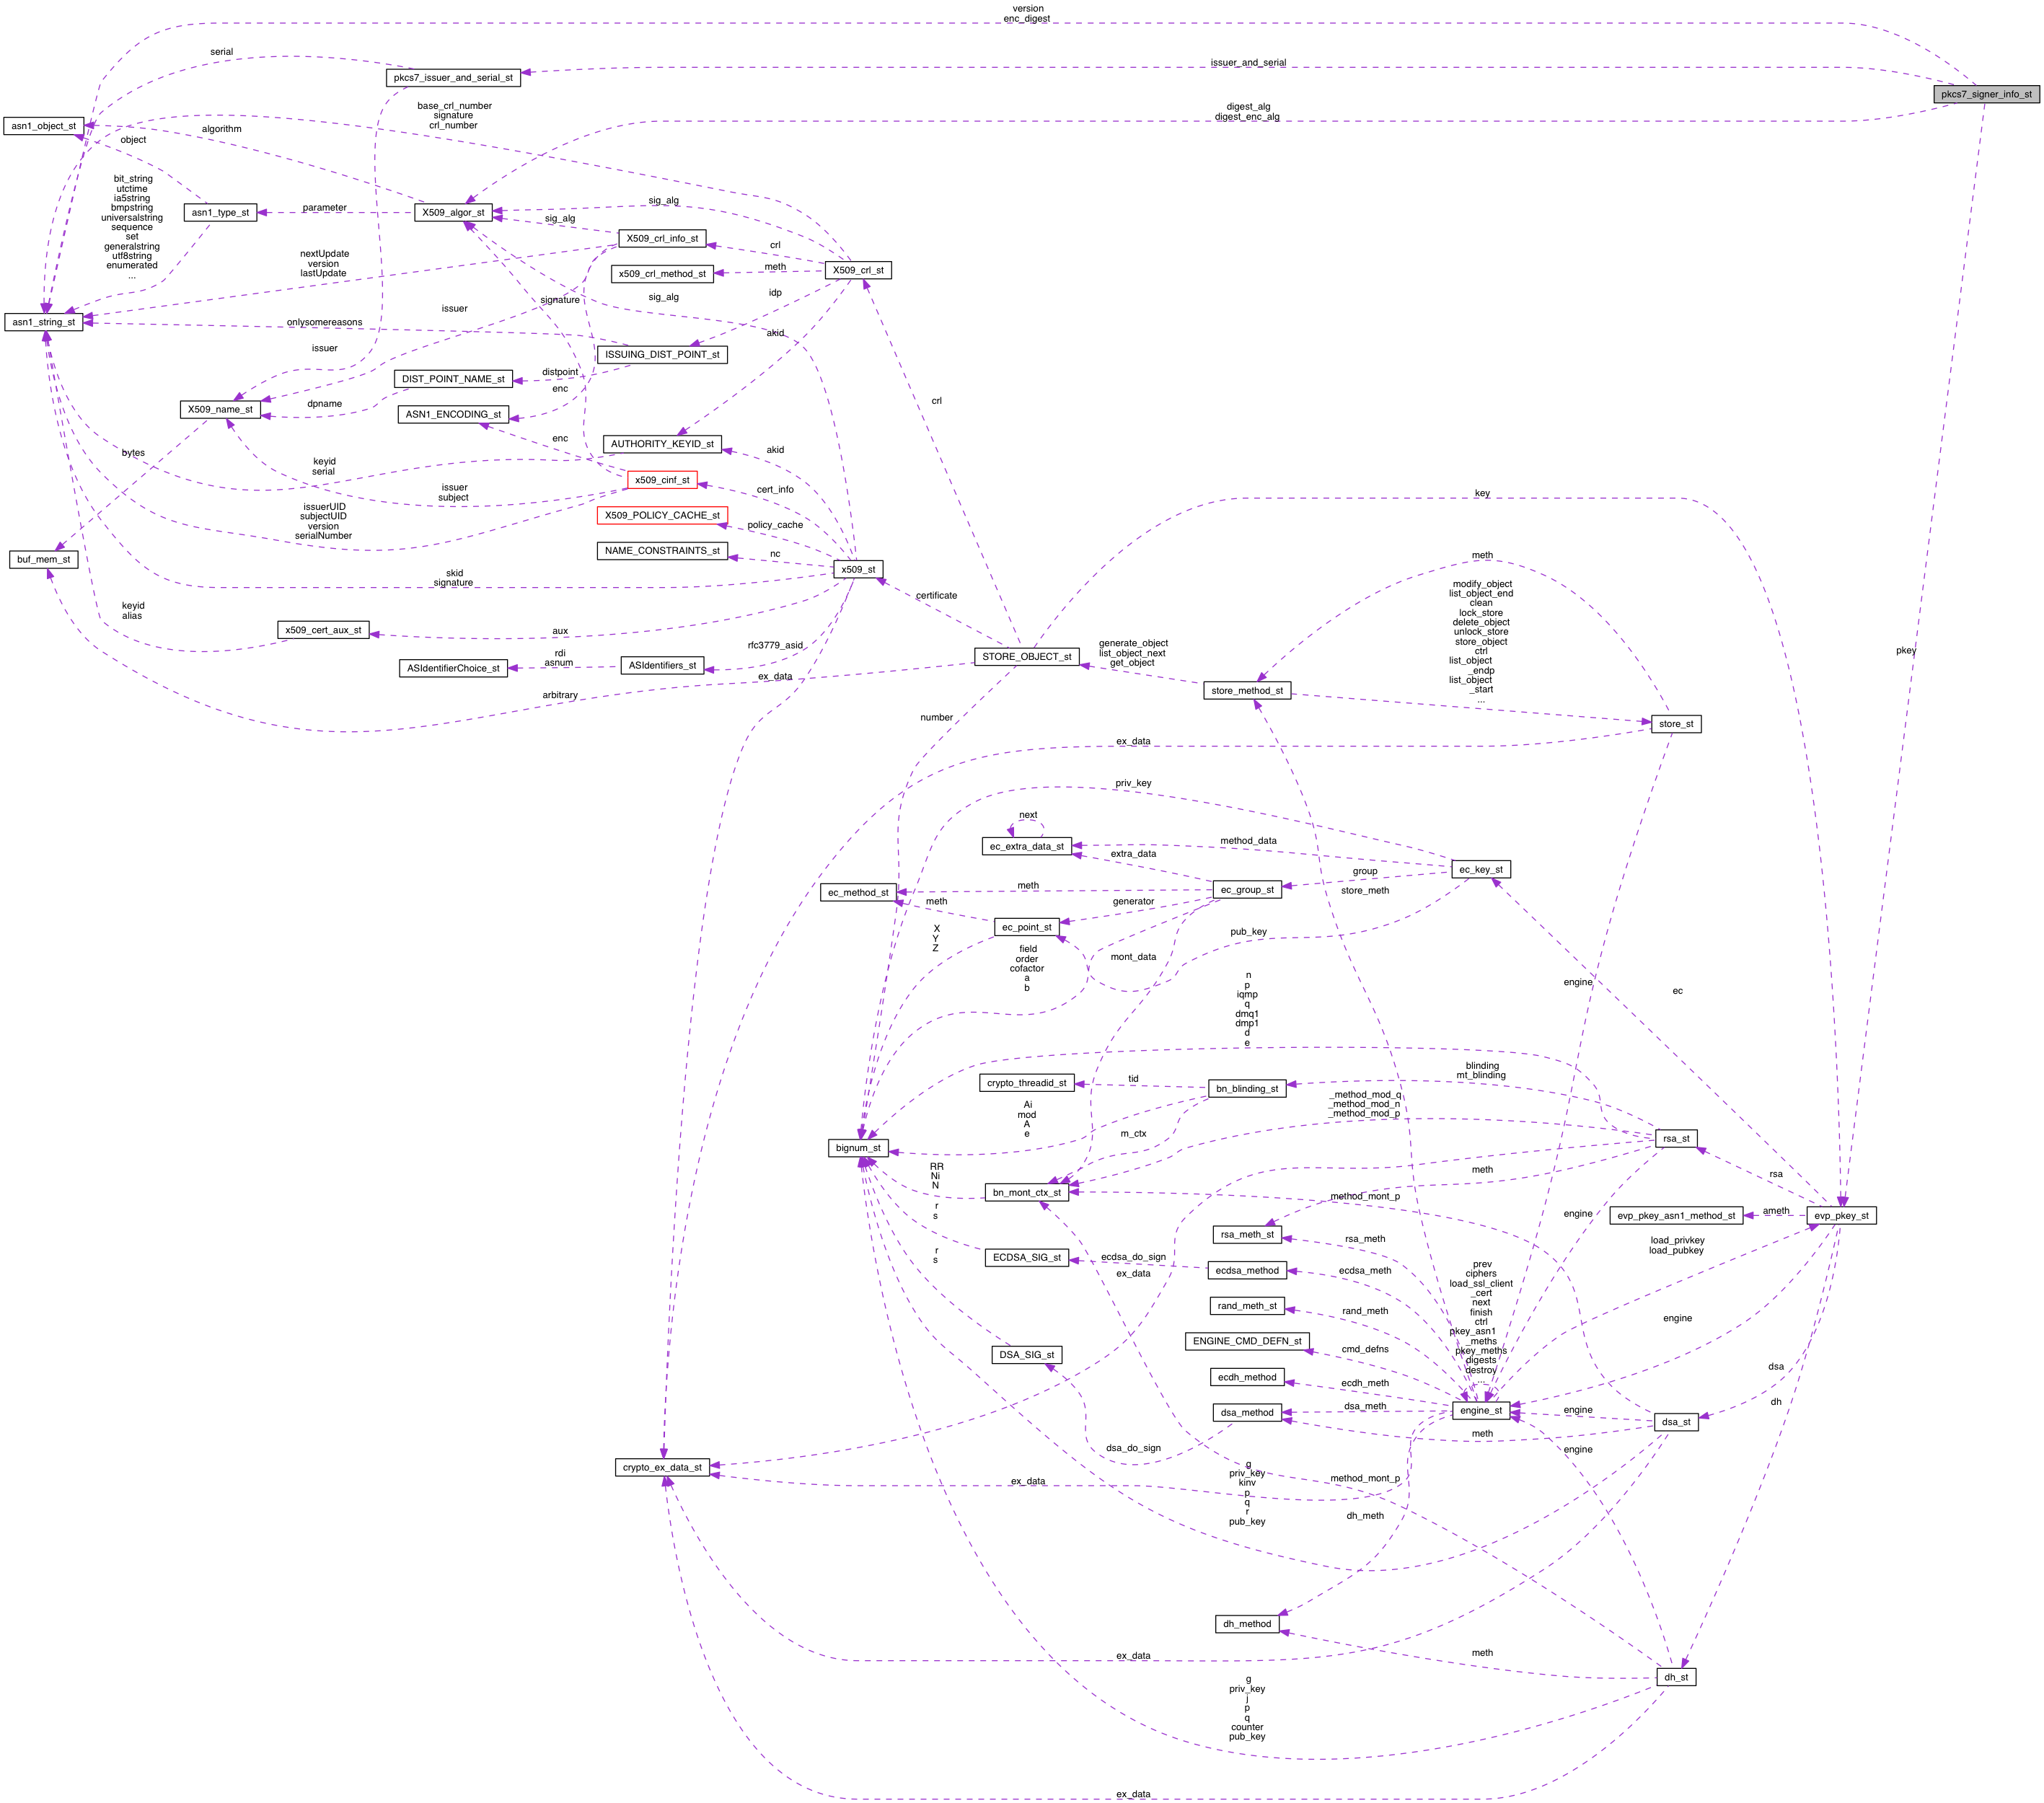 version
enc_digest
serial
issuer_and_serial
pkcs7_issuer_and_serial_st
pkcs7_signer_info_st
base_crl_number
signature
crl_number
digest_alg
digest_enc_alg
asn1_object_st
algorithm
object
bit_string
utctime
ia5string
bmpstring
universalstring
sequence
set
generalstring
utf8string
enumerated
...
asn1_type_st
parameter
X509_algor_st
sig_alg
sig_alg
X509_crl_info_st
crl
nextUpdate
version
lastUpdate
x509_crl_method_st
meth
X509_crl_st
idp
signature
sig_alg
issuer
asn1_string_st
onlysomereasons
akid
issuer
ISSUING_DIST_POINT_st
DIST_POINT_NAME_st
distpoint
enc
dpname
X509_name_st
ASN1_ENCODING_st
crl
enc
AUTHORITY_KEYID_st
akid
bytes
keyid
serial
x509_cinf_st
issuer
subject
cert_info
key
issuerUID
subjectUID
version
serialNumber
X509_POLICY_CACHE_st
policy_cache
NAME_CONSTRAINTS_st
nc
buf_mem_st
x509_st
skid
signature
meth
modify_object
list_object_end
clean
lock_store
delete_object
unlock_store
store_object
ctrl
list_object
_endp
list_object
_start
...
certificate
keyid
alias
x509_cert_aux_st
aux
rfc3779_asid
generate_object
list_object_next
get_object
pkey
STORE_OBJECT_st
rdi
asnum
ASIdentifierChoice_st
ASIdentifiers_st
ex_data
arbitrary
store_method_st
number
store_st
ex_data
priv_key
next
ec_extra_data_st
method_data
extra_data
ec_key_st
group
ec_method_st
meth
ec_group_st
store_meth
meth
generator
ec_point_st
X
Y
Z
pub_key
field
order
cofactor
a
b
mont_data
n
p
iqmp
q
dmq1
dmp1
d
e
engine
ec
blinding
mt_blinding
crypto_threadid_st
tid
bn_blinding_st
Ai
mod
A
e
_method_mod_q
_method_mod_n
_method_mod_p
m_ctx
rsa_st
bignum_st
RR
Ni
N
meth
rsa
bn_mont_ctx_st
method_mont_p
r
s
engine
evp_pkey_asn1_method_st
ameth
evp_pkey_st
rsa_meth_st
rsa_meth
load_privkey
load_pubkey
r
s
ECDSA_SIG_st
ecdsa_do_sign
ecdsa_method
ecdsa_meth
ex_data
prev
ciphers
load_ssl_client
_cert
next
finish
ctrl
pkey_asn1
_meths
pkey_meths
digests
destroy
...
rand_meth_st
rand_meth
engine
ENGINE_CMD_DEFN_st
cmd_defns
DSA_SIG_st
dsa
ecdh_method
ecdh_meth
dh
dsa_method
dsa_meth
engine_st
engine
dsa_st
meth
dsa_do_sign
engine
crypto_ex_data_st
ex_data
g
priv_key
kinv
p
q
r
pub_key
method_mont_p
dh_meth
dh_method
ex_data
meth
dh_st
g
priv_key
j
p
q
counter
pub_key
ex_data